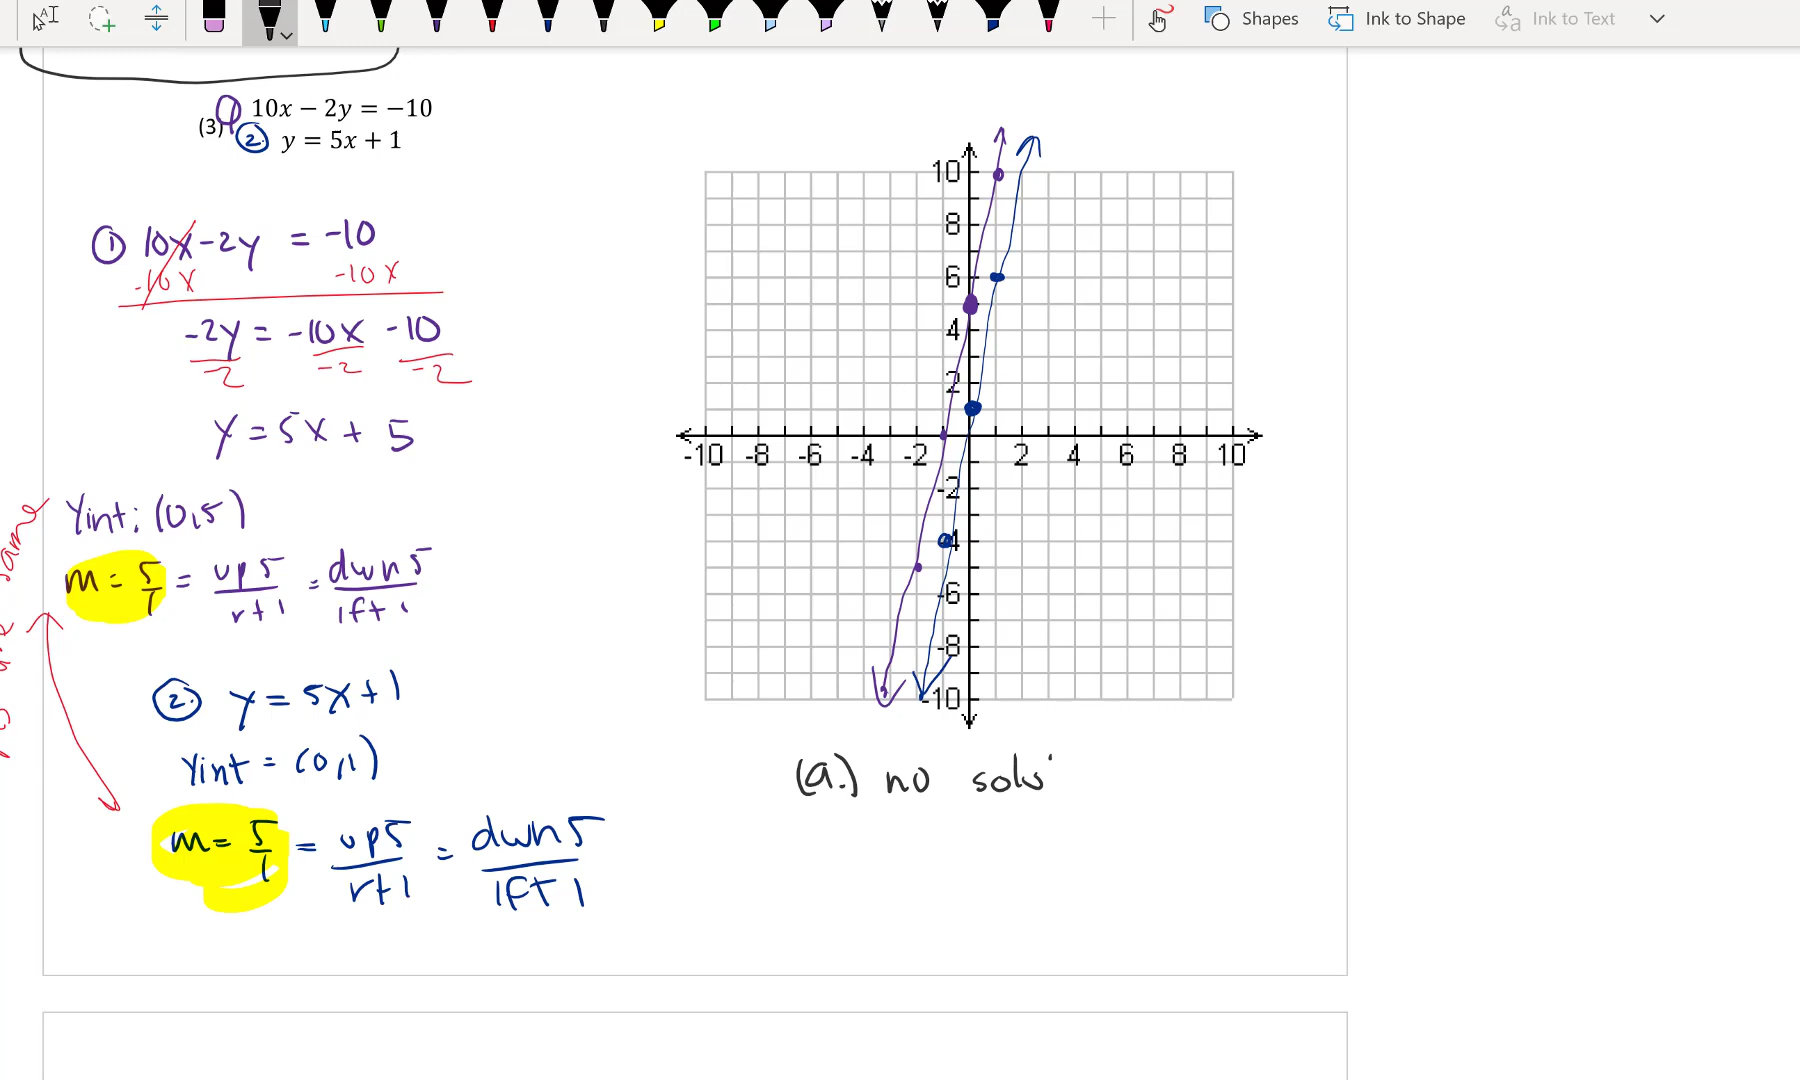 Shapes Ink to Shape Ink to Text
(3) 1 10x − 2y = −10
2. y = 5x + 1
① 10x - 2y = -10
-10x -10x
-2y = -10x -10
-2 -2 -2
y = 5x + 5
Yint: (0,5)
m = 5/1 = up 5/rt 1 = dwn 5/lft 1
same
are
② y = 5x + 1
Yint = (0,1)
m = 5/1 = up 5/rt 1 = dwn 5/lft 1
10
8
6
4
2
-10 -8 -6 -4 -2 2 4 6 8 10
-2
-4
-6
-8
-10
(a.) no solu